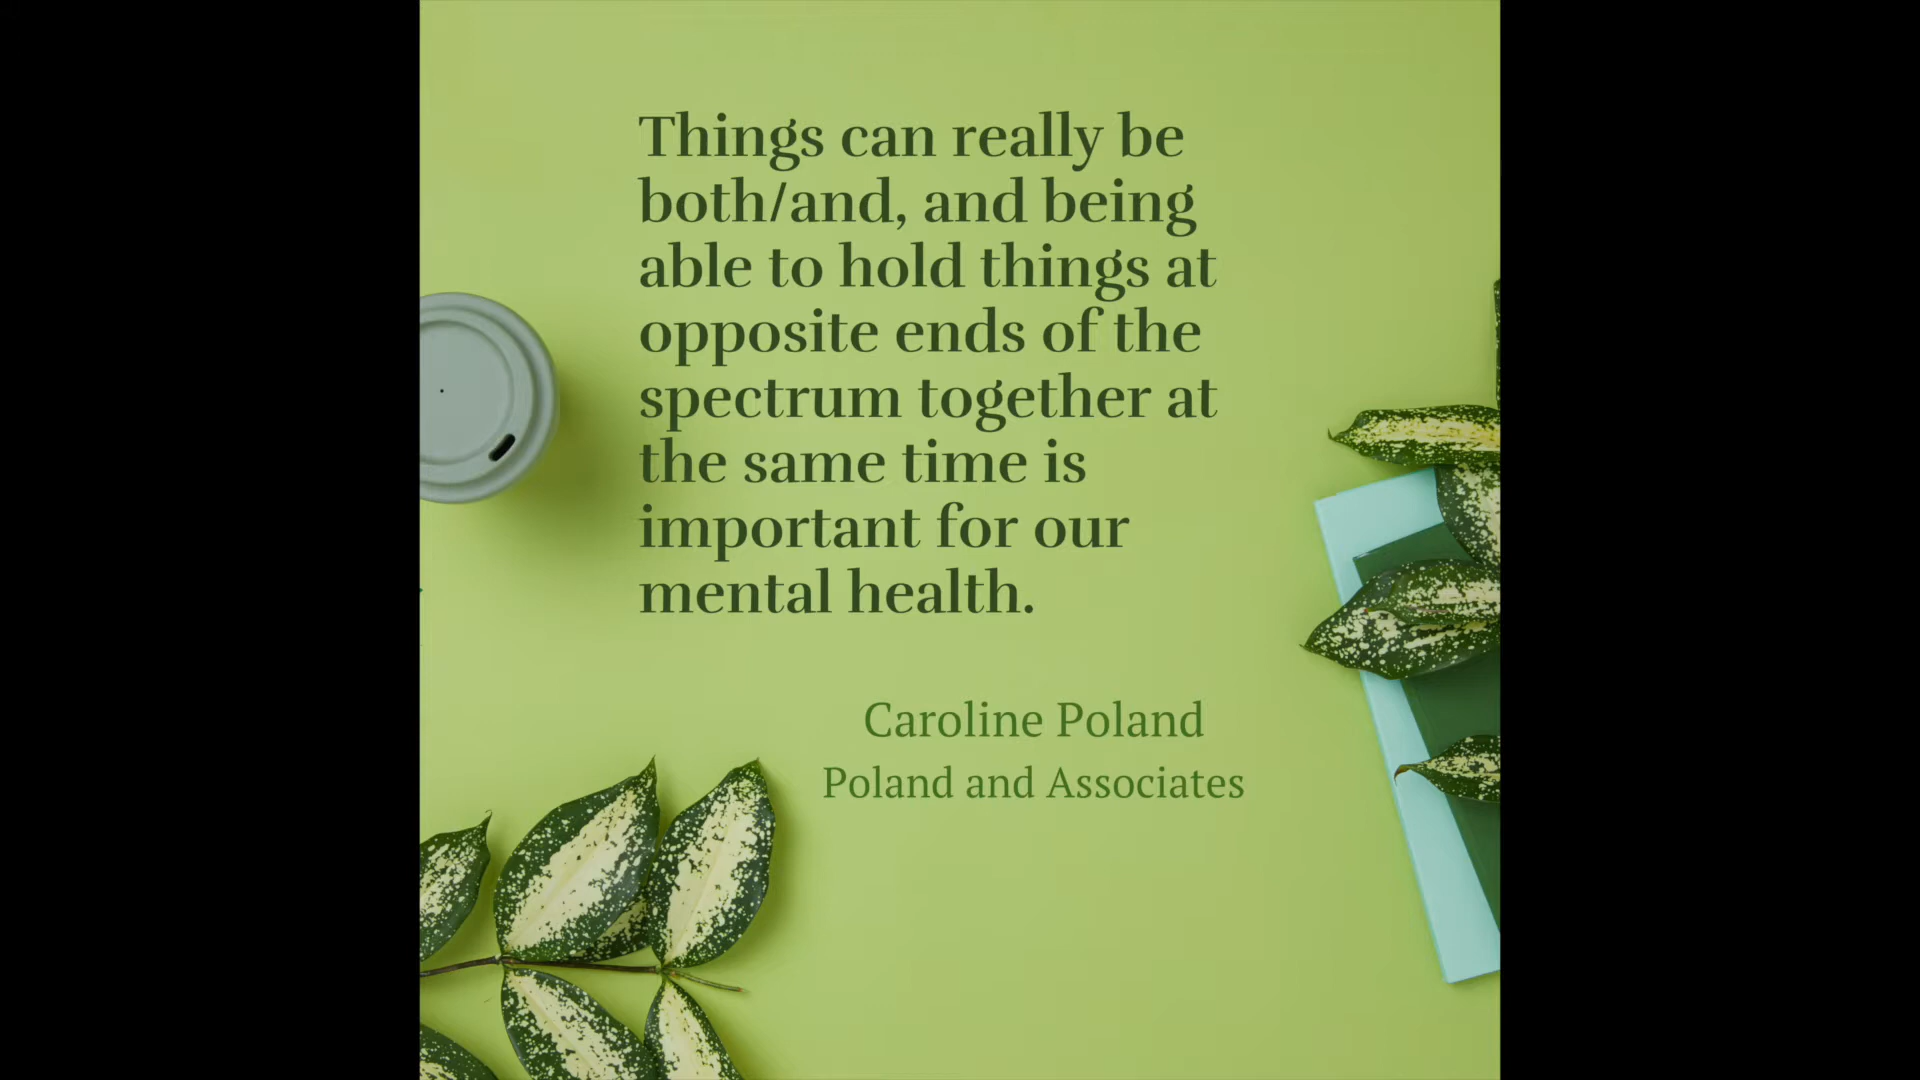 Things can really be
both/and, and being
able to hold things at
opposite ends of the
spectrum together at
the same time is
important for our
mental health.
Caroline Poland
Poland and Associates